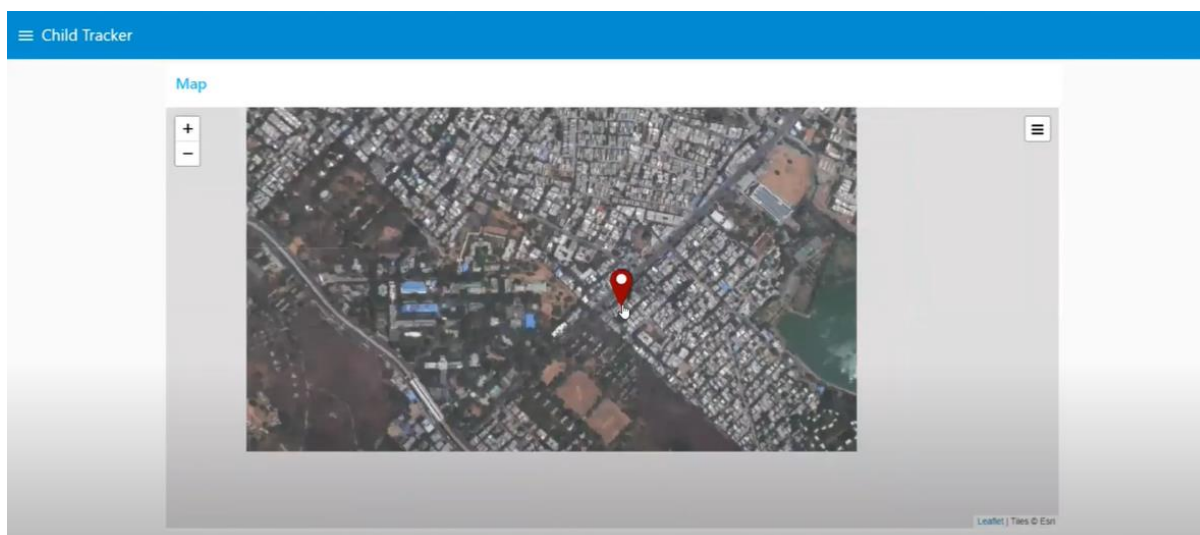 ≡ Child Tracker
Map
+
≡
−
Leaflet | Tiles © Esri